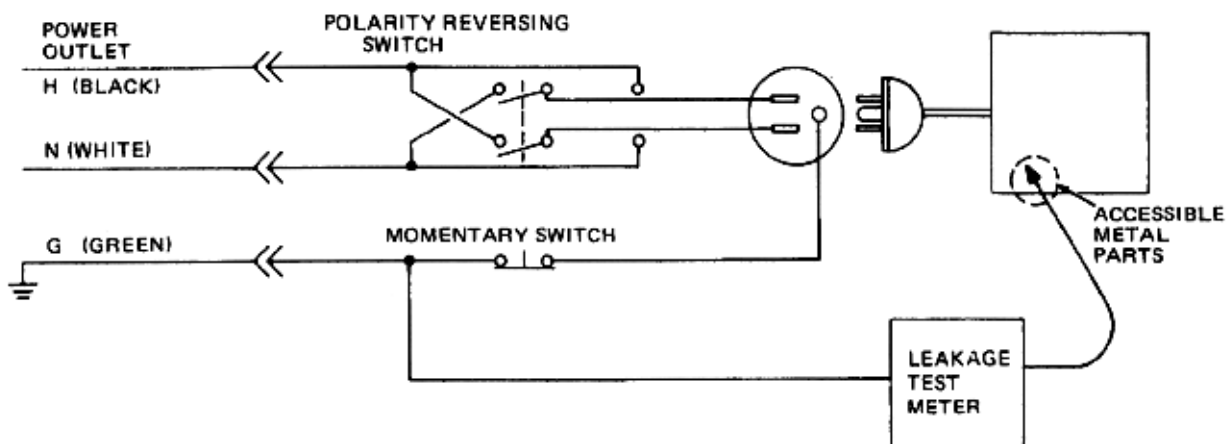 POWER
OUTLET
POLARITY REVERSING
SWITCH
H (BLACK)
N (WHITE)
G (GREEN)
MOMENTARY SWITCH
ACCESSIBLE
METAL
PARTS
LEAKAGE
TEST
METER